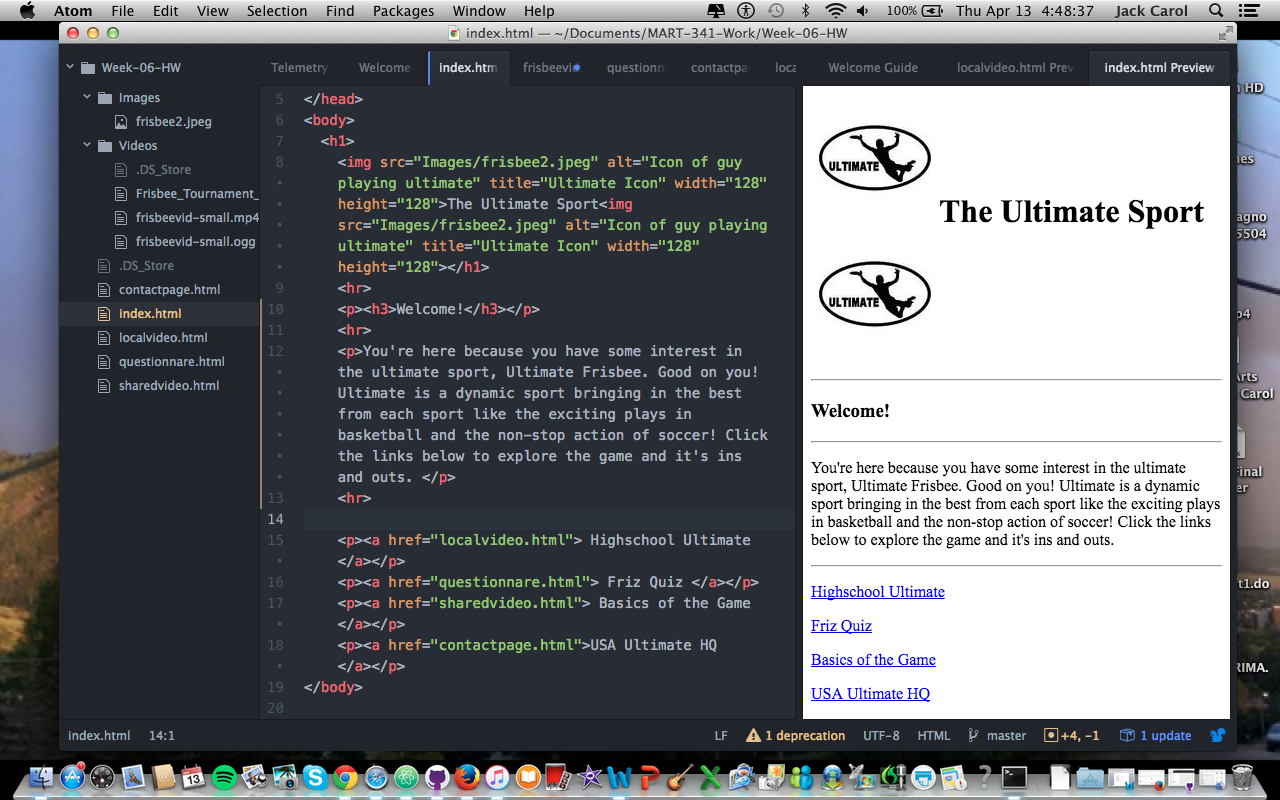 Atom File Edit View Selection Find Packages Window Help 100% Thu Apr 13 4:48:37 Jack Carol
index.html — ~/Documents/MART-341-Work/Week-06-HW
Week-06-HW
Images
frisbee2.jpeg
Videos
.DS_Store
Frisbee_Tournament_
frisbeevid-small.mp4
frisbeevid-small.ogg
.DS_Store
contactpage.html
index.html
localvideo.html
questionnare.html
sharedvideo.html
Telemetry Welcome index.htm frisbeevid questionn contactpa loca Welcome Guide localvideo.html Prev index.html Preview
5 </head>
6 <body>
7 <h1>
8 <img src="Images/frisbee2.jpeg" alt="Icon of guy
playing ultimate" title="Ultimate Icon" width="128"
height="128">The Ultimate Sport<img
src="Images/frisbee2.jpeg" alt="Icon of guy playing
ultimate" title="Ultimate Icon" width="128"
height="128"></h1>
9 <hr>
10 <p><h3>Welcome!</h3></p>
11 <hr>
12 <p>You're here because you have some interest in
the ultimate sport, Ultimate Frisbee. Good on you!
Ultimate is a dynamic sport bringing in the best
from each sport like the exciting plays in
basketball and the non-stop action of soccer! Click
the links below to explore the game and it's ins
and outs. </p>
13 <hr>
14
15 <p><a href="localvideo.html"> Highschool Ultimate
</a></p>
16 <p><a href="questionnare.html"> Friz Quiz </a></p>
17 <p><a href="sharedvideo.html"> Basics of the Game
</a></p>
18 <p><a href="contactpage.html">USA Ultimate HQ
</a></p>
19 </body>
20
ULTIMATE
The Ultimate Sport
ULTIMATE
Welcome!
You're here because you have some interest in the ultimate
sport, Ultimate Frisbee. Good on you! Ultimate is a dynamic
sport bringing in the best from each sport like the exciting plays
in basketball and the non-stop action of soccer! Click the links
below to explore the game and it's ins and outs.
Highschool Ultimate
Friz Quiz
Basics of the Game
USA Ultimate HQ
HD
5504
Carol
index.html 14:1 LF 1 deprecation UTF-8 HTML master +4, -1 1 update
13